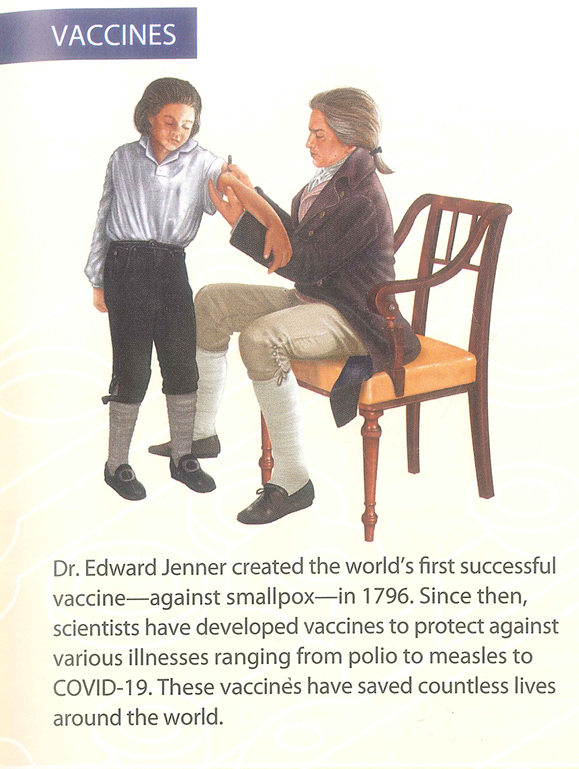 VACCINES
Dr. Edward Jenner created the world's first successful
vaccine—against smallpox—in 1796. Since then,
scientists have developed vaccines to protect against
various illnesses ranging from polio to measles to
COVID-19. These vaccines have saved countless lives
around the world.